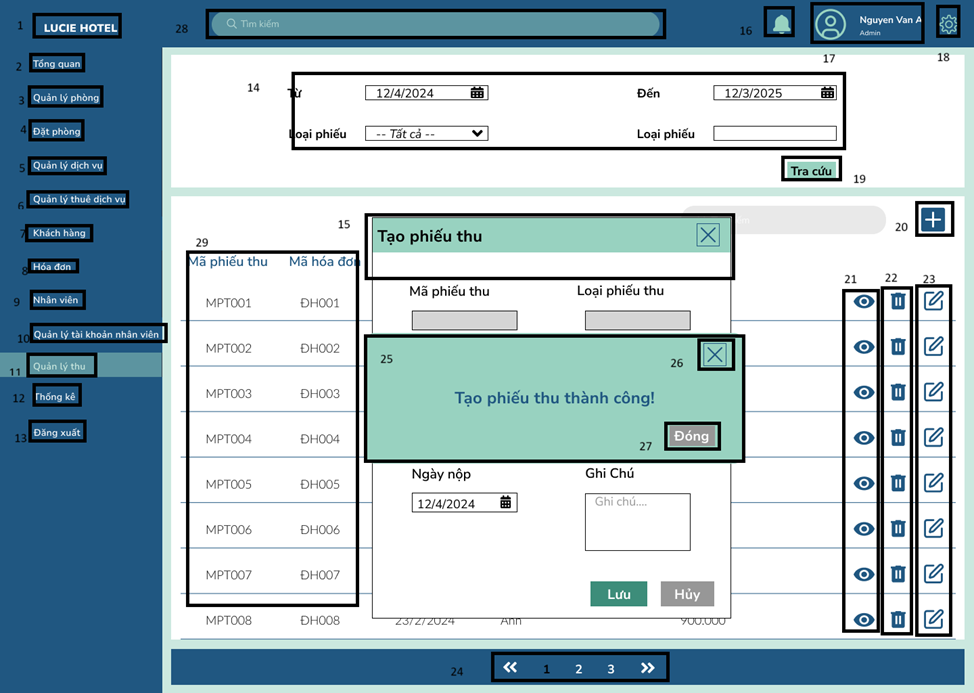 1 LUCIE HOTEL 28 Tìm kiếm 16 Nguyen Van A
Admin
17 18
2 Tổng quan
3 Quản lý phòng
4 Đặt phòng
5 Quản lý dịch vụ
6 Quản lý thuê dịch vụ
7 Khách hàng
8 Hóa đơn
9 Nhân viên
10 Quản lý tài khoản nhân viên
11 Quản lý thu
12 Thống kê
13 Đăng xuất
14 Từ 12/4/2024 Đến 12/3/2025
Loại phiếu -- Tất cả -- Loại phiếu
Tra cứu 19
15 20
29 21 22 23
Mã phiếu thu Mã hóa đơn
MPT001 ĐH001
MPT002 ĐH002
MPT003 ĐH003
MPT004 ĐH004
MPT005 ĐH005
MPT006 ĐH006
MPT007 ĐH007
MPT008 ĐH008 23/2/2024 Anh 900.000
Tạo phiếu thu
Mã phiếu thu Loại phiếu thu
25 26
Tạo phiếu thu thành công!
27 Đóng
Ngày nộp Ghi Chú
12/4/2024 Ghi chú....
Lưu Hủy
24 1 2 3